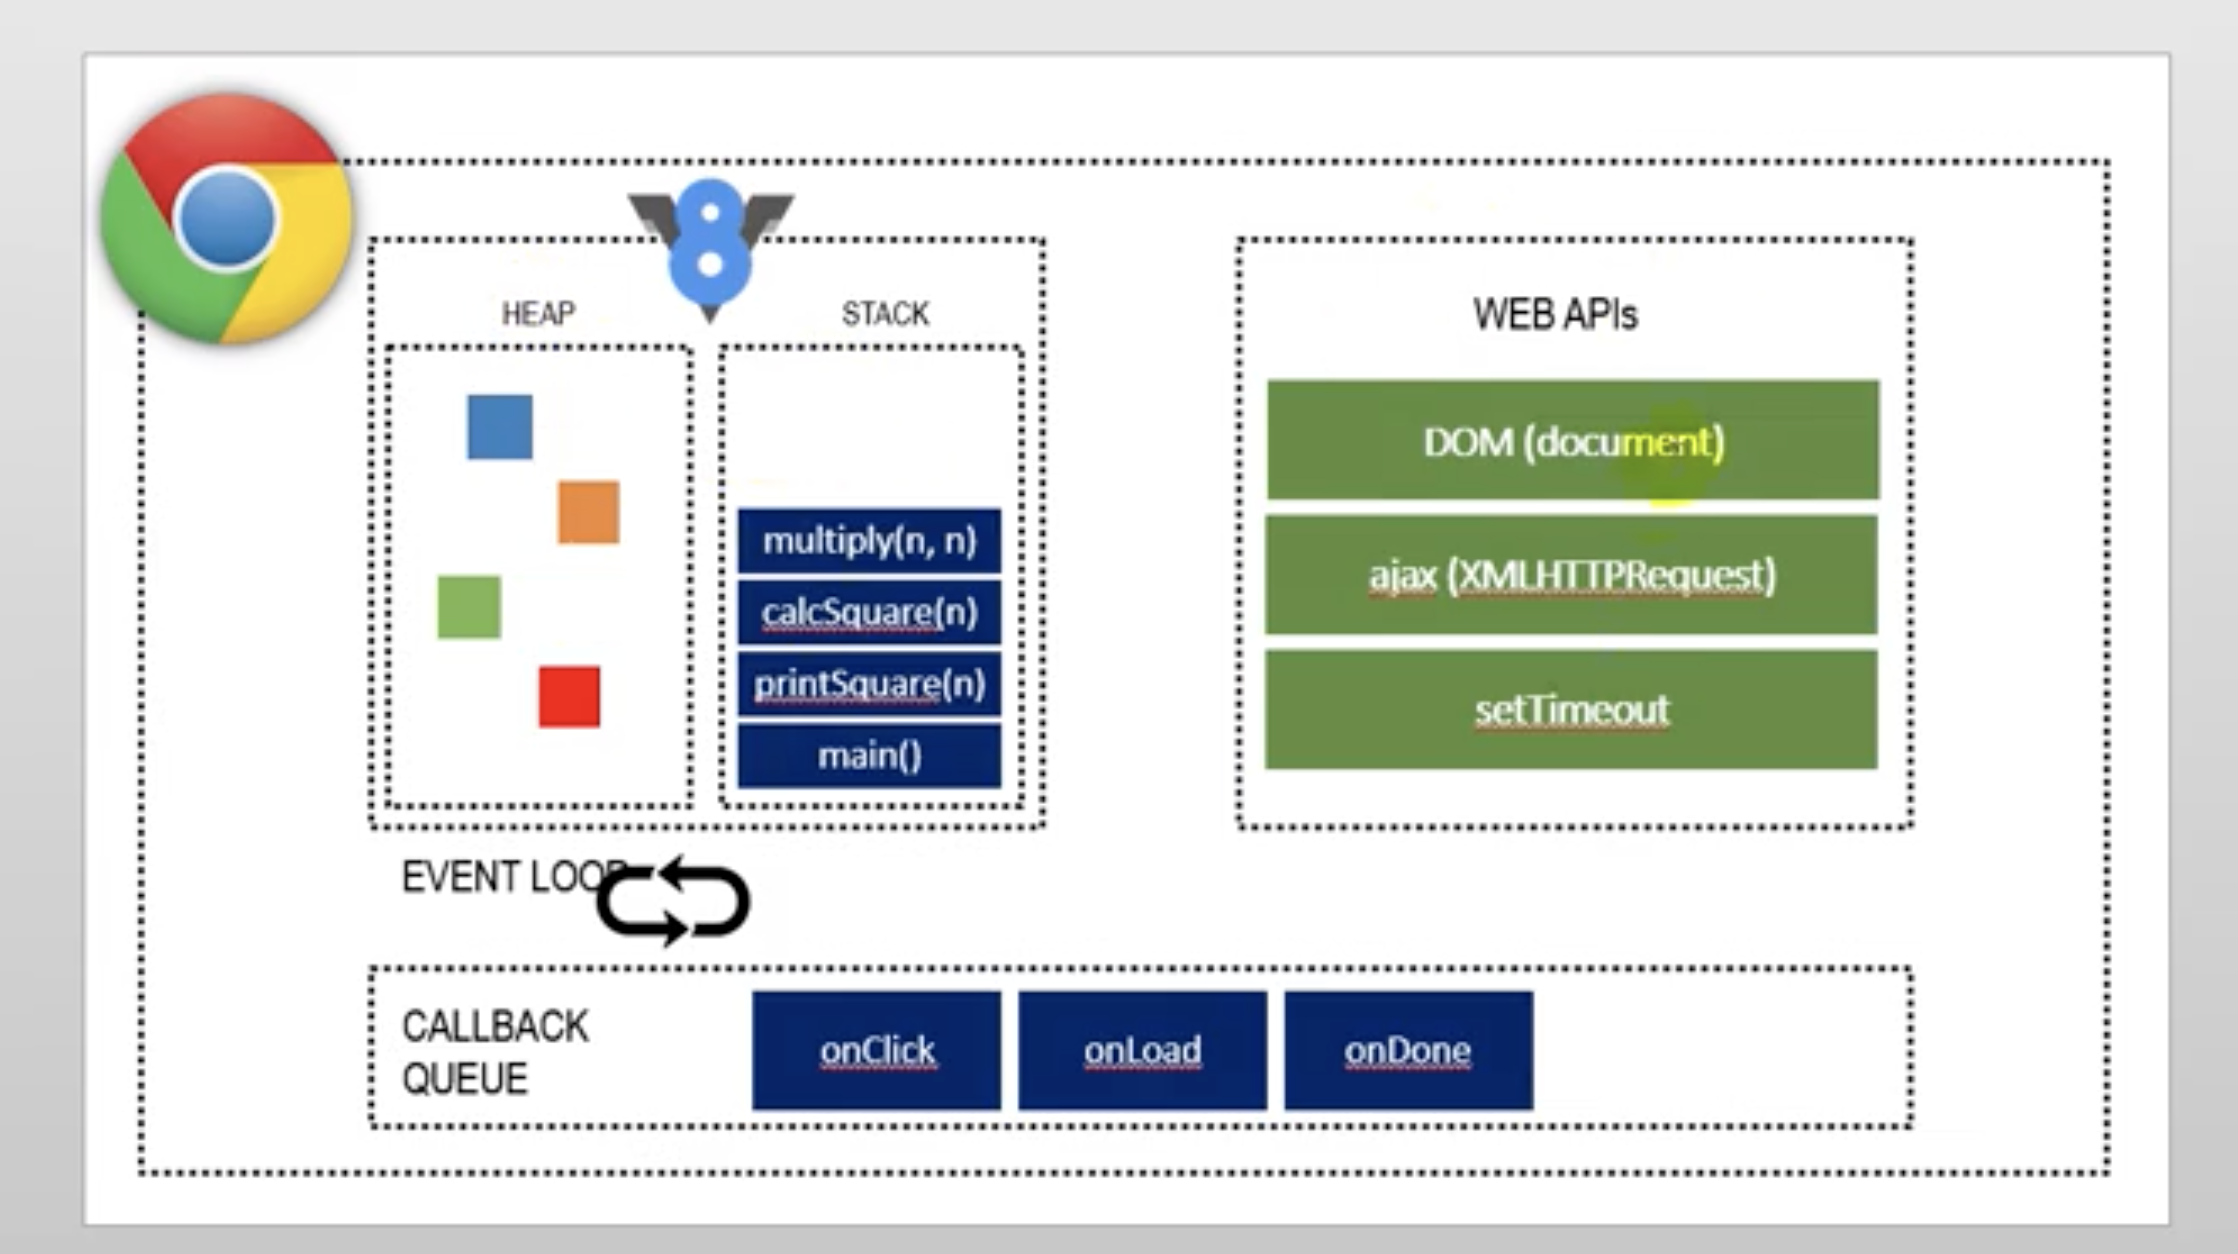 HEAP
STACK
multiply(n, n)
calcSquare(n)
printSquare(n)
main()
WEB APIs
DOM (document)
ajax (XMLHTTPRequest)
setTimeout
EVENT LOOP
CALLBACK
QUEUE
onClick
onLoad
onDone